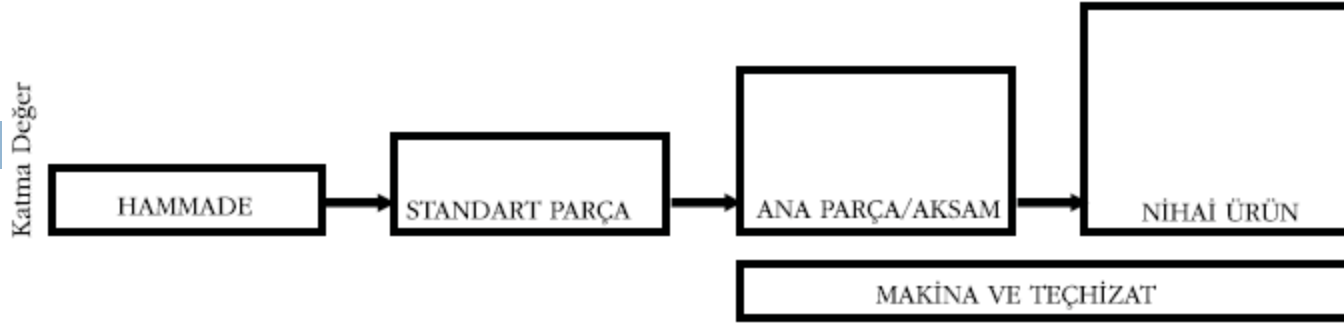 Katma Değer
HAMMADE
STANDART PARÇA
ANA PARÇA/AKSAM
NİHAİ ÜRÜN
MAKİNA VE TEÇHİZAT